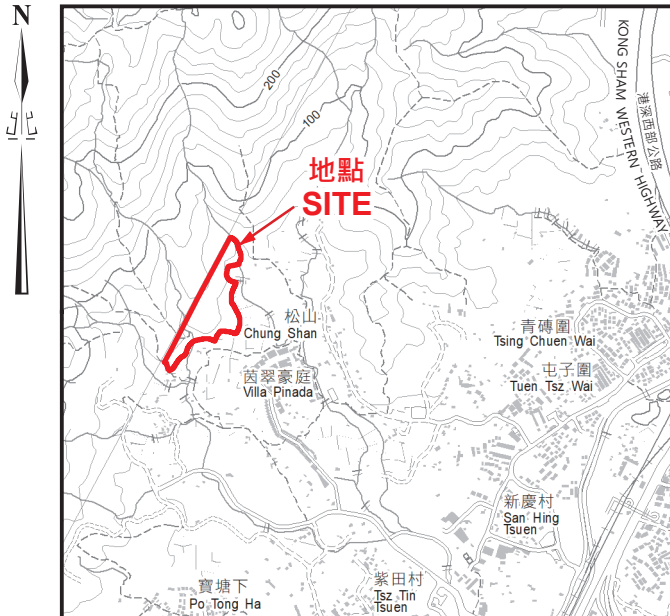 N
200
100
KONG SHAM WESTERN HIGHWAY
港深西部公路
地點
SITE
松山
Chung Shan
青磚圍
Tsing Chuen Wai
屯子圍
Tuen Tsz Wai
茵翠豪庭
Villa Pinada
新慶村
San Hing
Tsuen
寶塘下
Po Tong Ha
紫田村
Tsz Tin
Tsuen